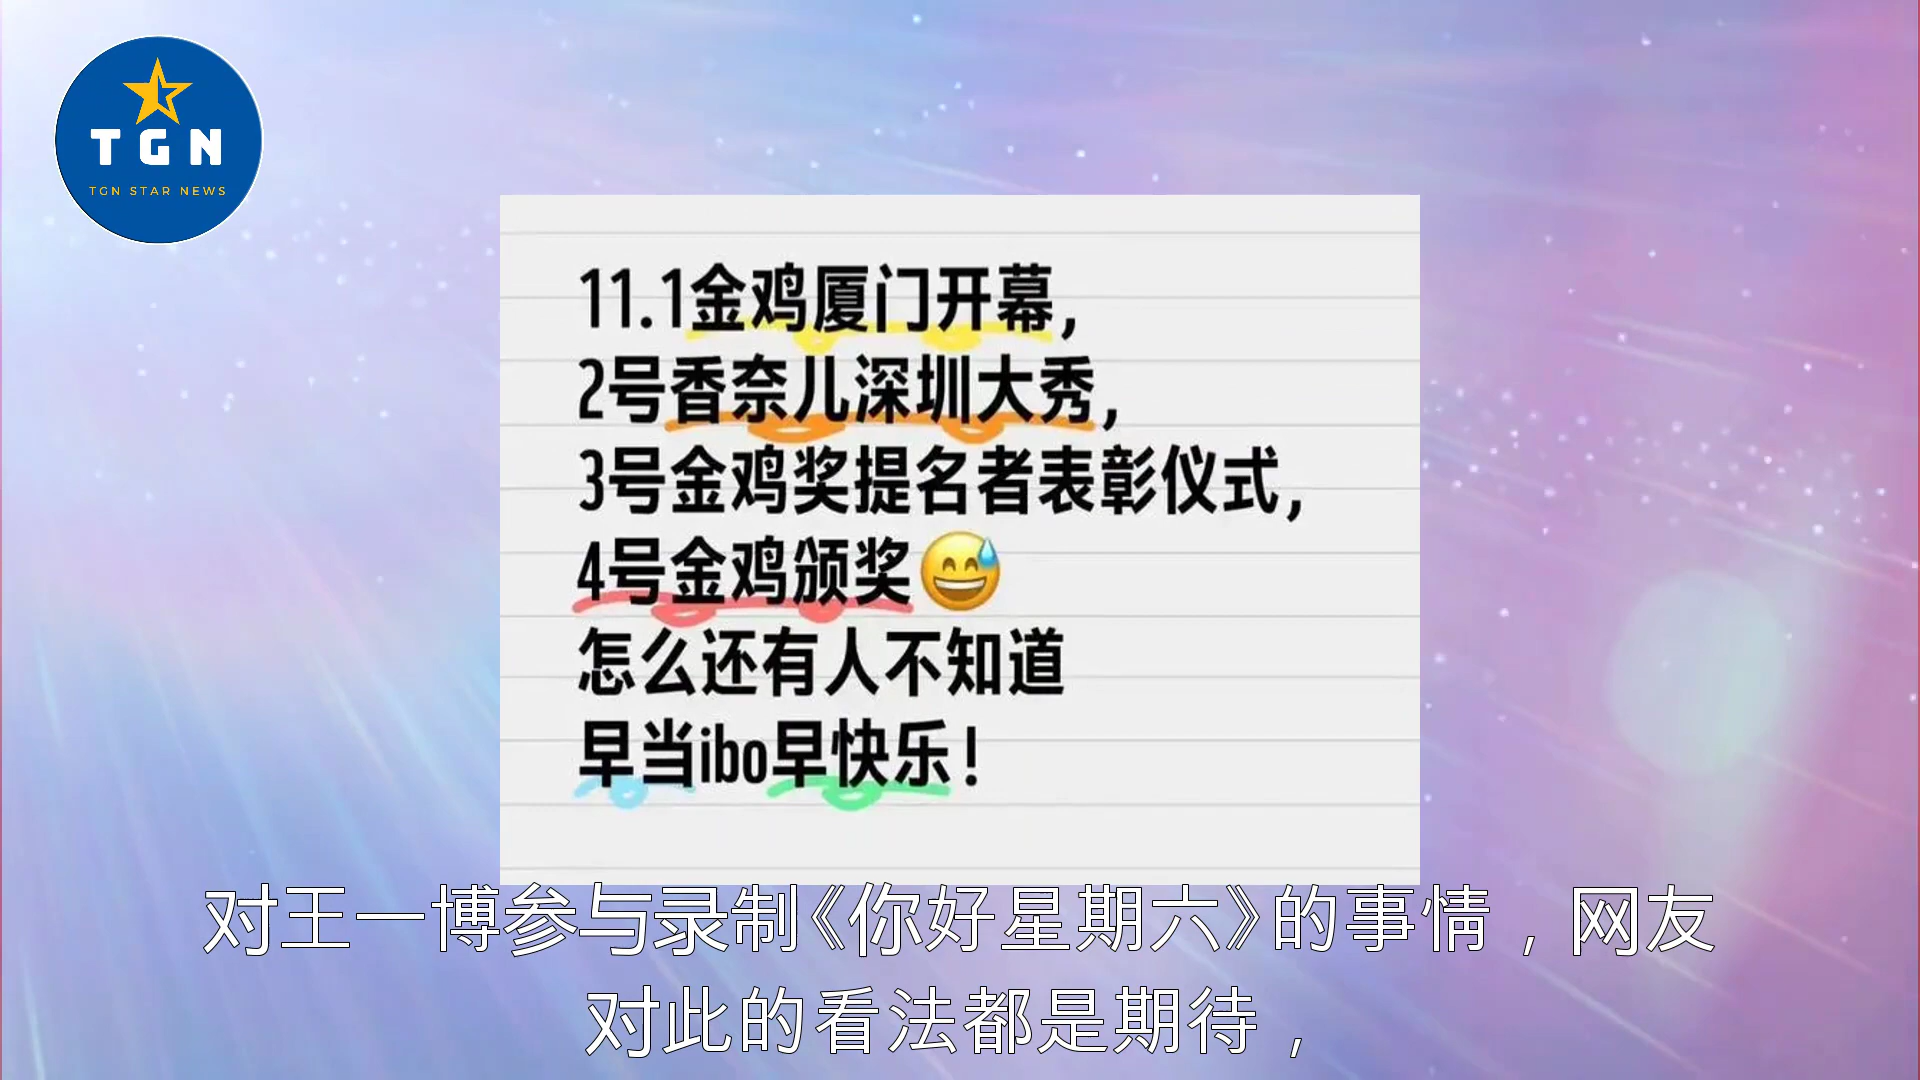 TGN
TGN STAR NEWS
11.1金鸡厦门开幕，
2号香奈儿深圳大秀，
3号金鸡奖提名者表彰仪式，
4号金鸡颁奖😅
怎么还有人不知道
早当ibo早快乐！
对王一博参与录制《你好星期六》的事情，网友
对此的看法都是期待，